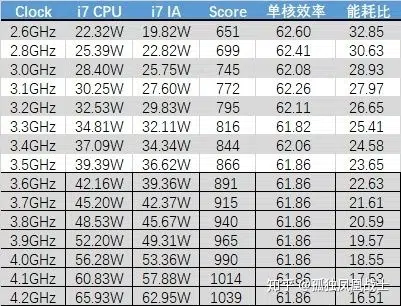 Clock i7 CPU i7 IA Score 单核效率 能耗比
2.6GHz 22.32W 19.82W 651 62.60 32.85
2.8GHz 25.39W 22.82W 699 62.41 30.63
3.0GHz 28.40W 25.75W 745 62.08 28.93
3.1GHz 30.25W 27.60W 772 62.26 27.97
3.2GHz 32.53W 29.83W 795 62.11 26.65
3.3GHz 34.81W 32.11W 816 61.82 25.41
3.4GHz 37.09W 34.34W 844 62.06 24.58
3.5GHz 39.39W 36.62W 866 61.86 23.65
3.6GHz 42.16W 39.36W 891 61.86 22.63
3.7GHz 45.20W 42.37W 915 61.86 21.61
3.8GHz 48.53W 45.67W 940 61.86 20.59
3.9GHz 52.20W 49.31W 965 61.86 19.57
4.0GHz 56.28W 53.36W 990 61.86 18.55
4.1GHz 60.83W 57.88W 1014 61.86 17.53
4.2GHz 65.93W 62.95W 1039 61.86 16.51
知乎 @孤独凤凰战士